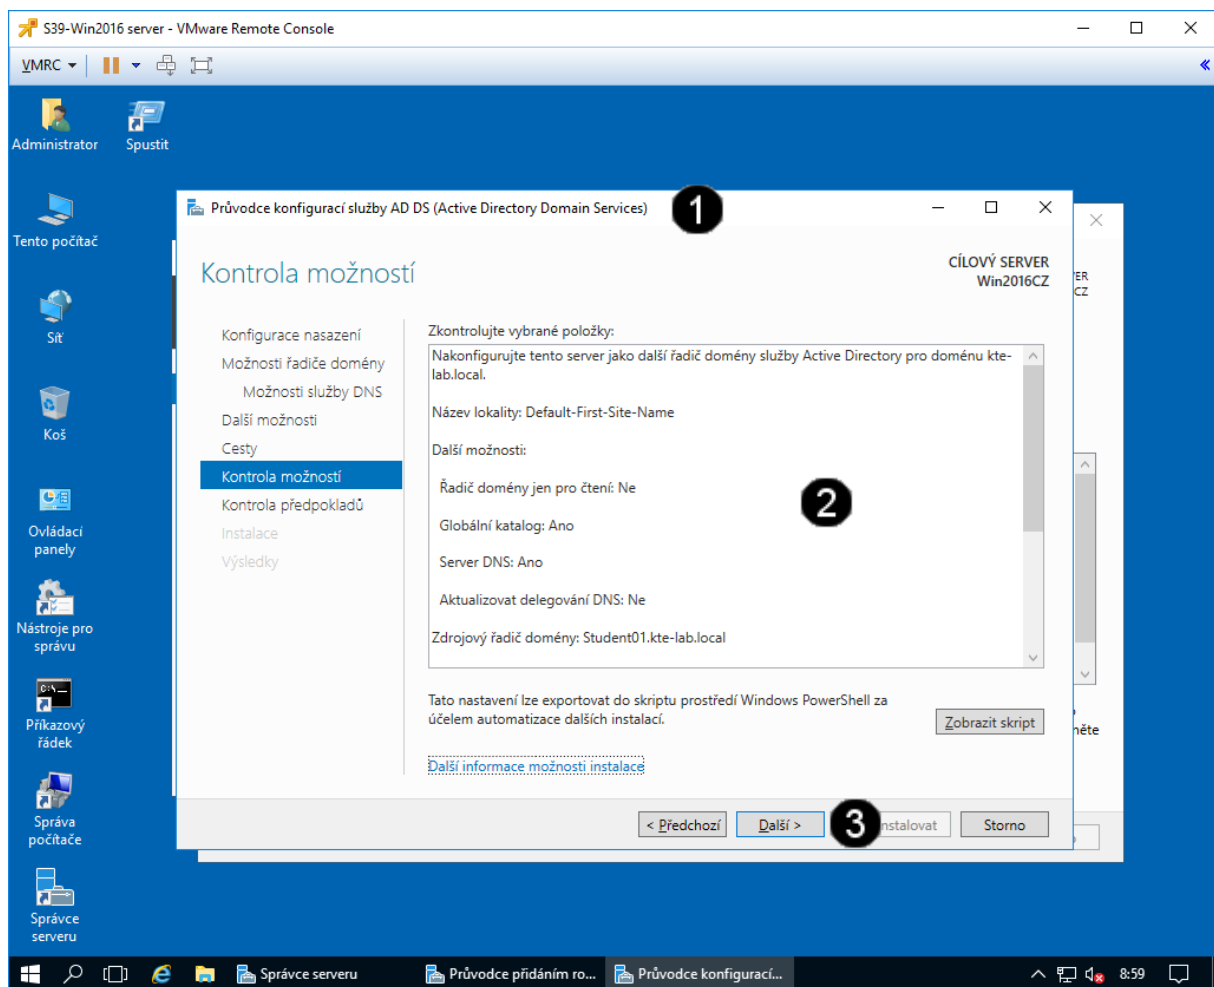 S39-Win2016 server - VMware Remote Console
VMRC
Administrator
Spustit
Tento počítač
Síť
Koš
Ovládací
panely
Nástroje pro
správu
Příkazový
řádek
Správa
počítače
Správce
serveru
Průvodce konfigurací služby AD DS (Active Directory Domain Services)
1
Kontrola možností
CÍLOVÝ SERVER
Win2016CZ
Konfigurace nasazení
Možnosti řadiče domény
Možnosti služby DNS
Další možnosti
Cesty
Kontrola možností
Kontrola předpokladů
Instalace
Výsledky
Zkontrolujte vybrané položky:
Nakonfigurujte tento server jako další řadič domény služby Active Directory pro doménu kte-
lab.local.
Název lokality: Default-First-Site-Name
Další možnosti:
Řadič domény jen pro čtení: Ne
Globální katalog: Ano
Server DNS: Ano
Aktualizovat delegování DNS: Ne
Zdrojový řadič domény: Student01.kte-lab.local
2
Tato nastavení lze exportovat do skriptu prostředí Windows PowerShell za
účelem automatizace dalších instalací.
Zobrazit skript
Další informace možnosti instalace
< Předchozí
Další >
3
nstalovat
Storno
ER
CZ
něte
Správce serveru
Průvodce přidáním ro...
Průvodce konfigurací...
8:59